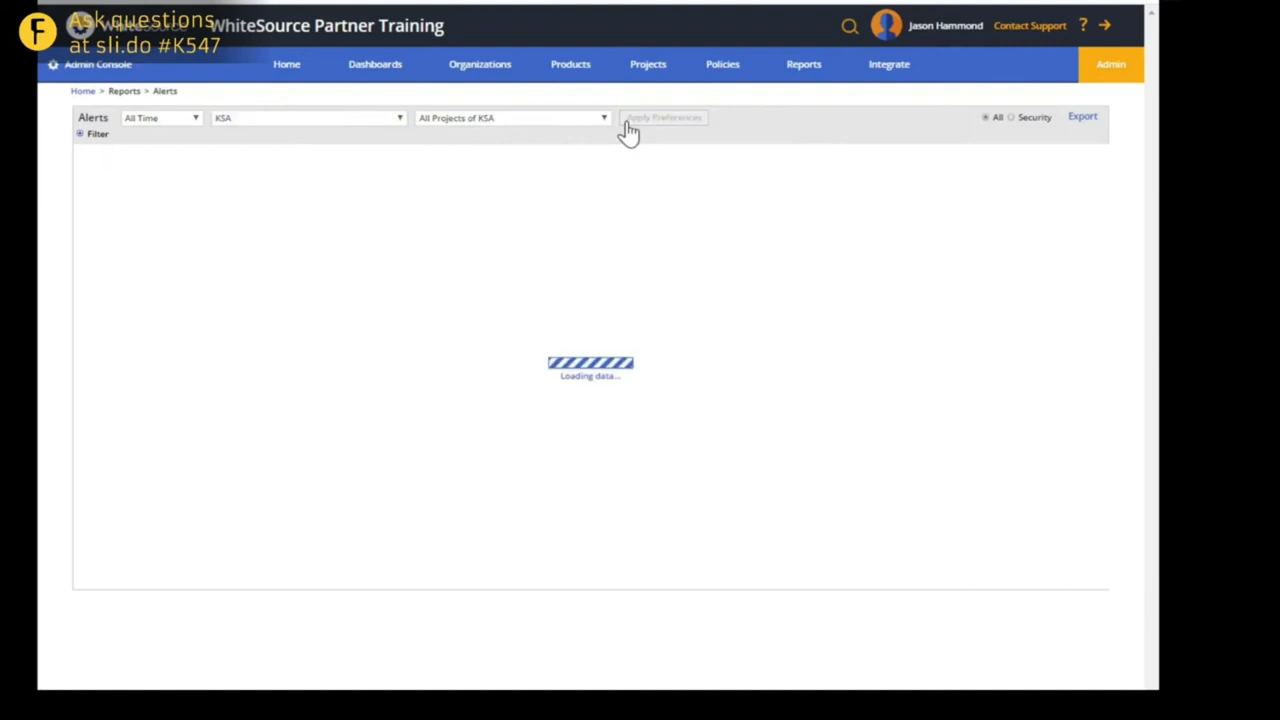 Ask questions
at sli.do #K547
WhiteSource Partner Training
Jason Hammond
Contact Support
?
Admin Console
Home
Dashboards
Organizations
Products
Projects
Policies
Reports
Integrate
Admin
Home > Reports > Alerts
Alerts
All Time
KSA
All Projects of KSA
Apply Preferences
All
Security
Export
Filter
Loading data...